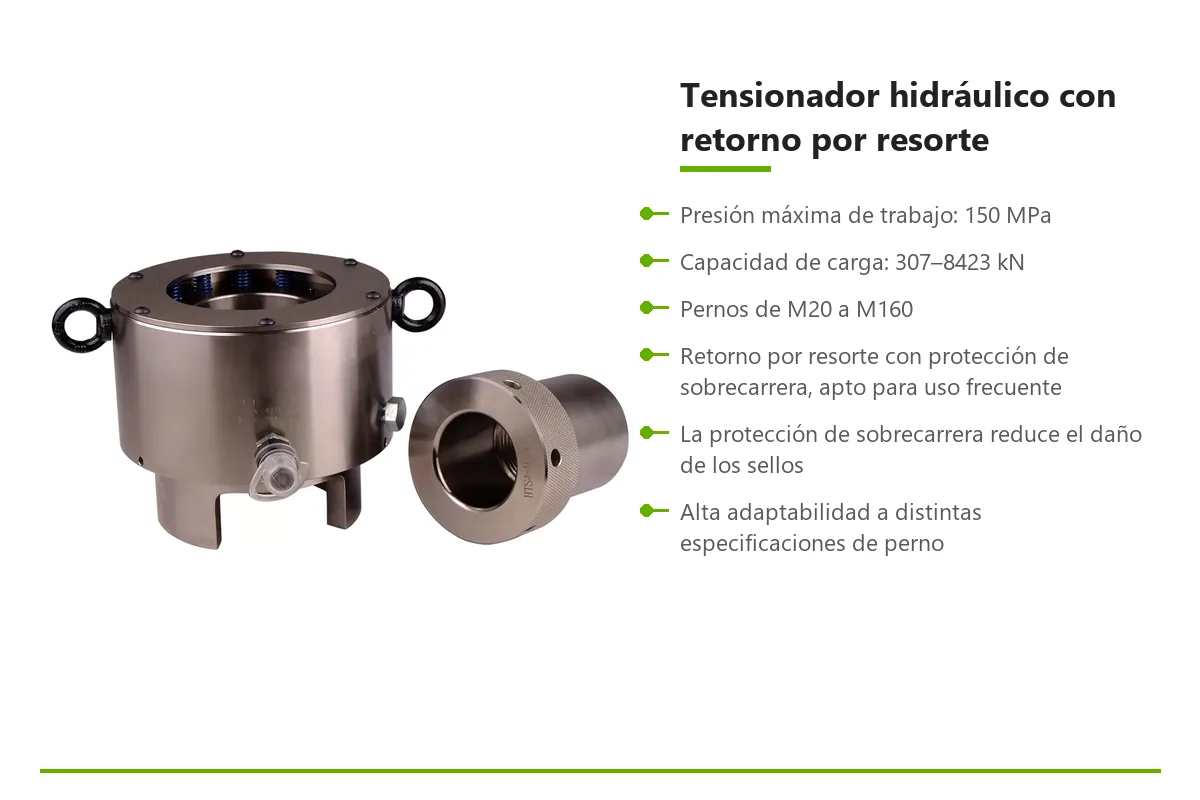 Tensionador hidráulico con
retorno por resorte
Presión máxima de trabajo: 150 MPa
Capacidad de carga: 307–8423 kN
Pernos de M20 a M160
Retorno por resorte con protección de
sobrecarrera, apto para uso frecuente
La protección de sobrecarrera reduce el daño
de los sellos
Alta adaptabilidad a distintas
especificaciones de perno